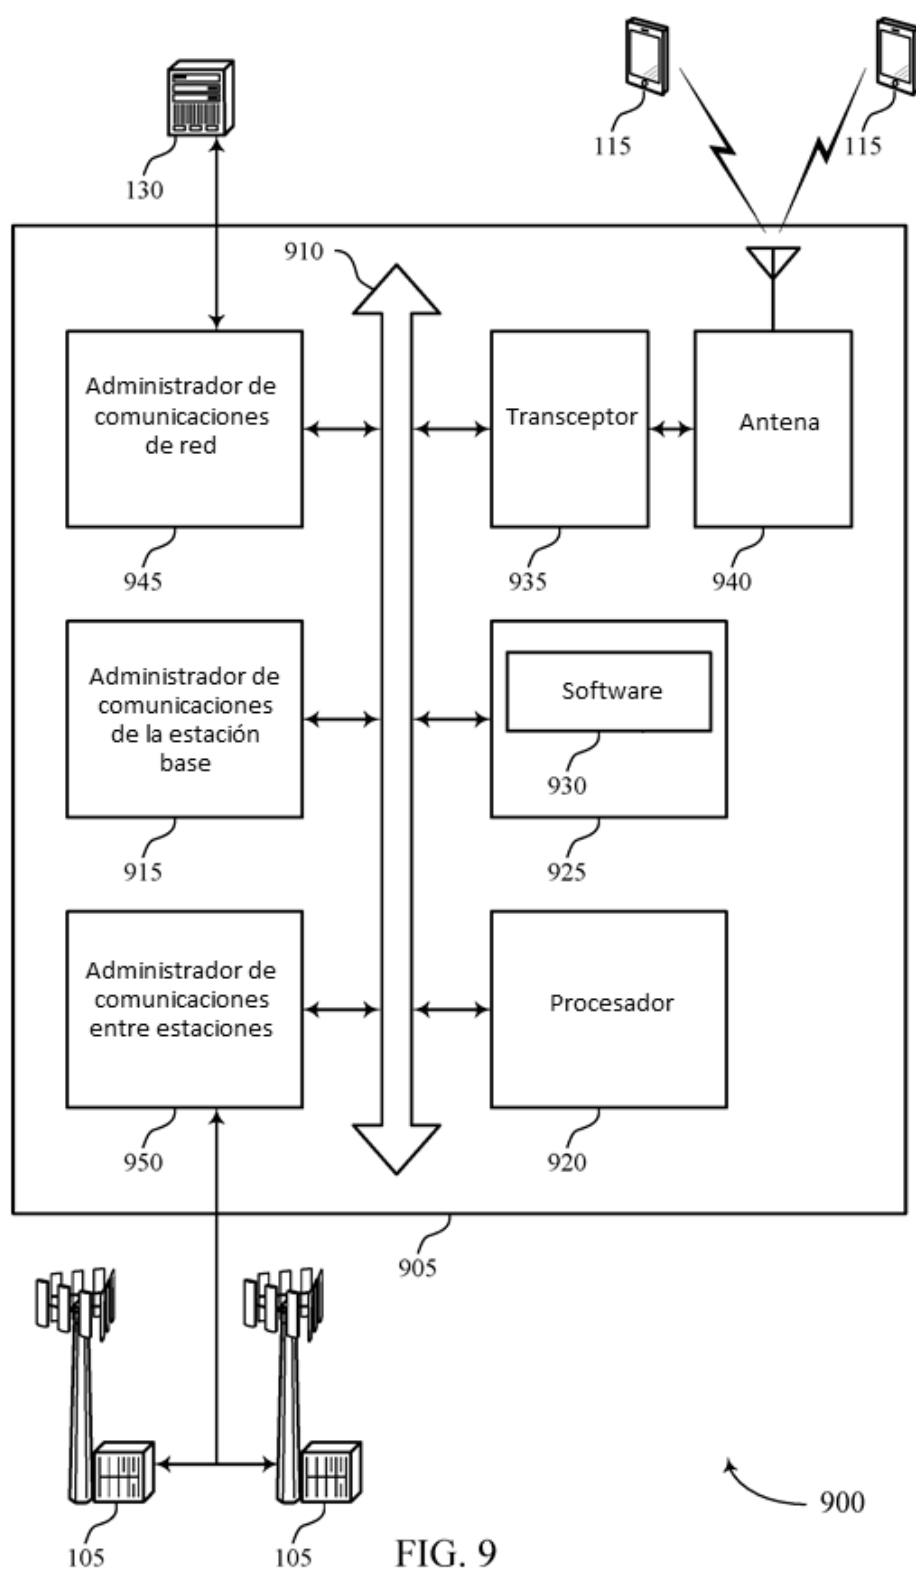 130
115
115
910
Administrador de
comunicaciones
de red
Transceptor
Antena
945
935
940
Administrador de
comunicaciones
de la estación
base
Software
930
915
925
Administrador de
comunicaciones
entre estaciones
Procesador
950
920
905
105
105
900
FIG. 9